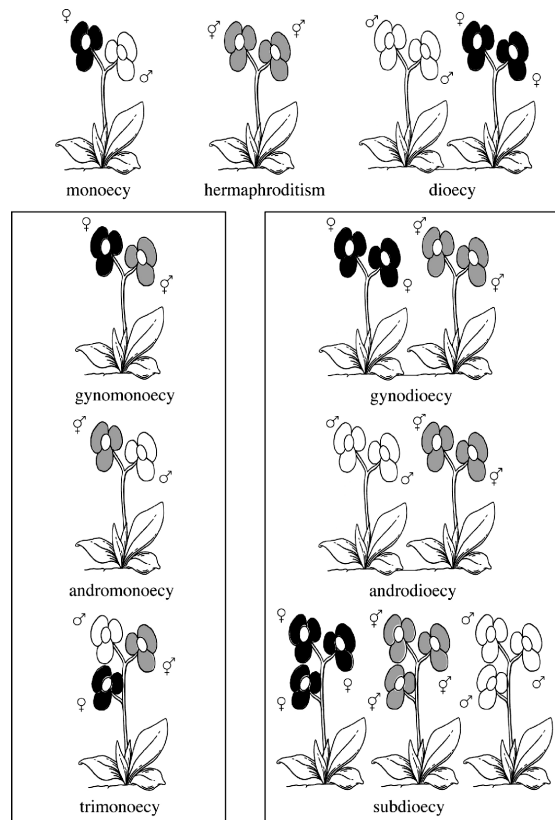 monoecy
hermaphroditism
dioecy
gynomonoecy
gynodioecy
andromonoecy
androdioecy
trimonoecy
subdioecy